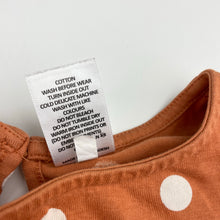 COTTON
WASH BEFORE WEAR
TURN INSIDE OUT
COLD DELICATE MACHINE
WASH WITH LIKE
COLOURS
DO NOT BLEACH
DO NOT TUMBLE DRY
WARM IRON INSIDE OUT
DO NOT IRON PRINTS OR